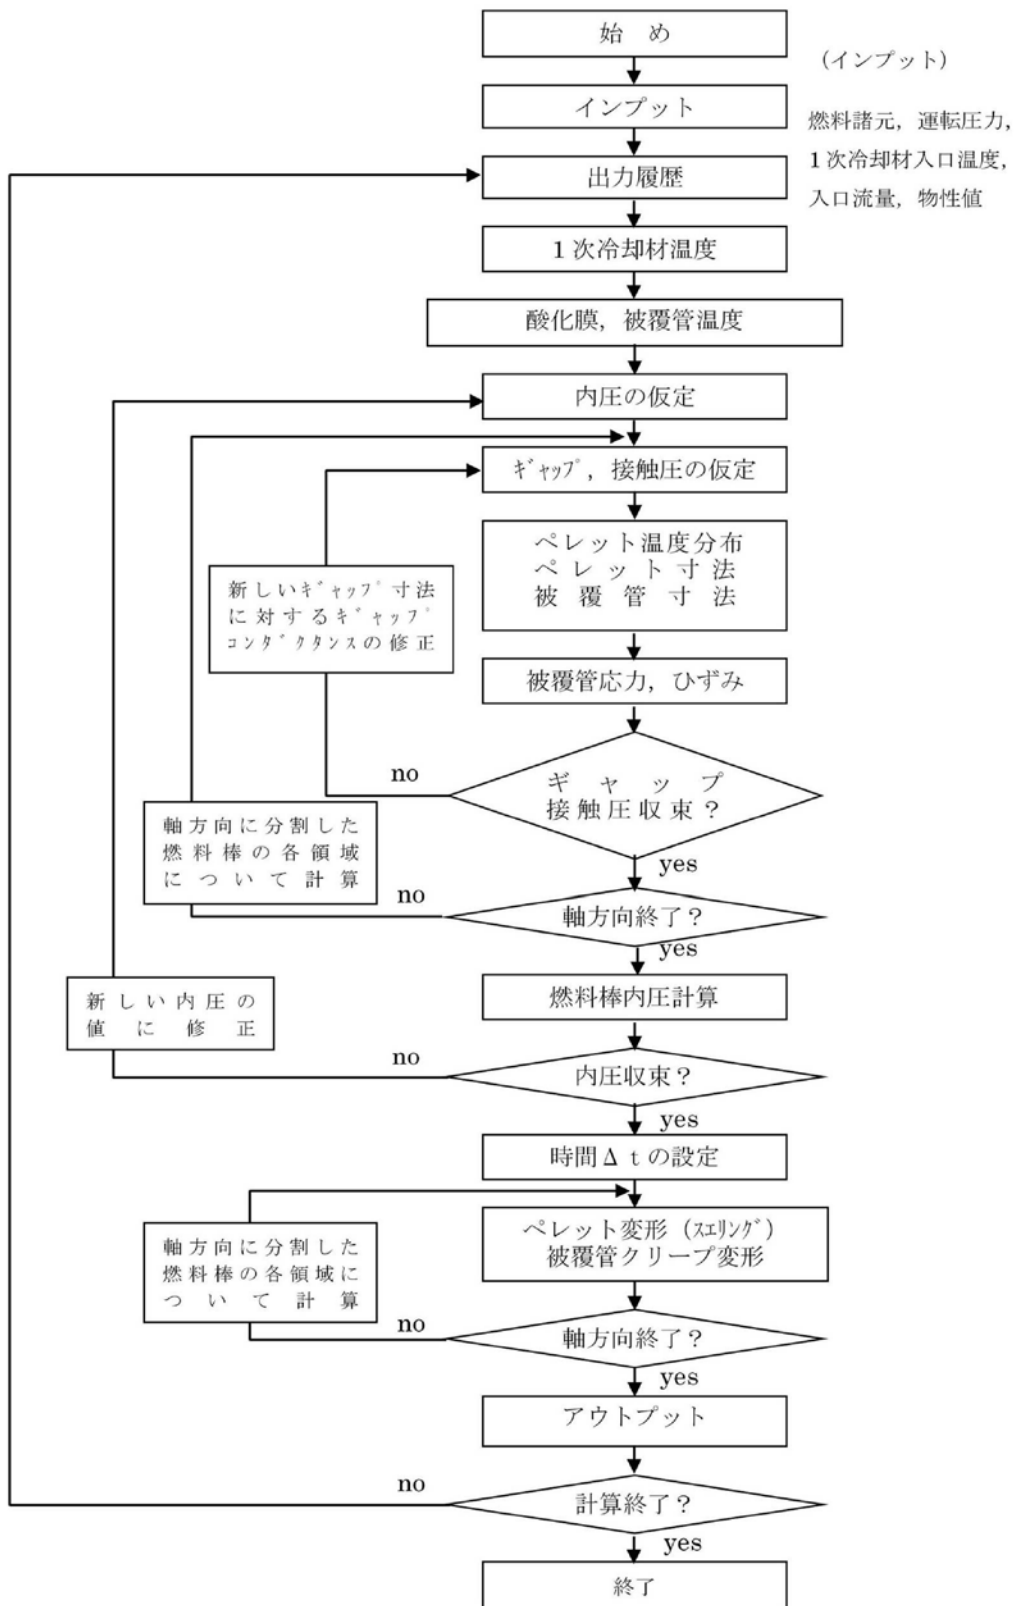 始 め
(インプット)
インプット
燃料諸元, 運転圧力,
1次冷却材入口温度,
入口流量, 物性値
出力履歴
1次冷却材温度
酸化膜, 被覆管温度
内圧の仮定
ｷﾞｬｯﾌﾟ, 接触圧の仮定
ペレット温度分布
ペレット寸法
被覆管寸法
新しいｷﾞｬｯﾌﾟ寸法
に対するｷﾞｬｯﾌﾟ
ｺﾝﾀﾞｸﾀﾝｽの修正
被覆管応力, ひずみ
no
ギャップ
接触圧収束?
yes
軸方向に分割した
燃料棒の各領域
について計算
no
軸方向終了?
yes
燃料棒内圧計算
新しい内圧の
値に修正
no
内圧収束?
yes
時間Δtの設定
ペレット変形 (ｽｴﾘﾝｸﾞ)
被覆管クリープ変形
軸方向に分割した
燃料棒の各領域に
ついて計算
no
軸方向終了?
yes
アウトプット
no
計算終了?
yes
終了